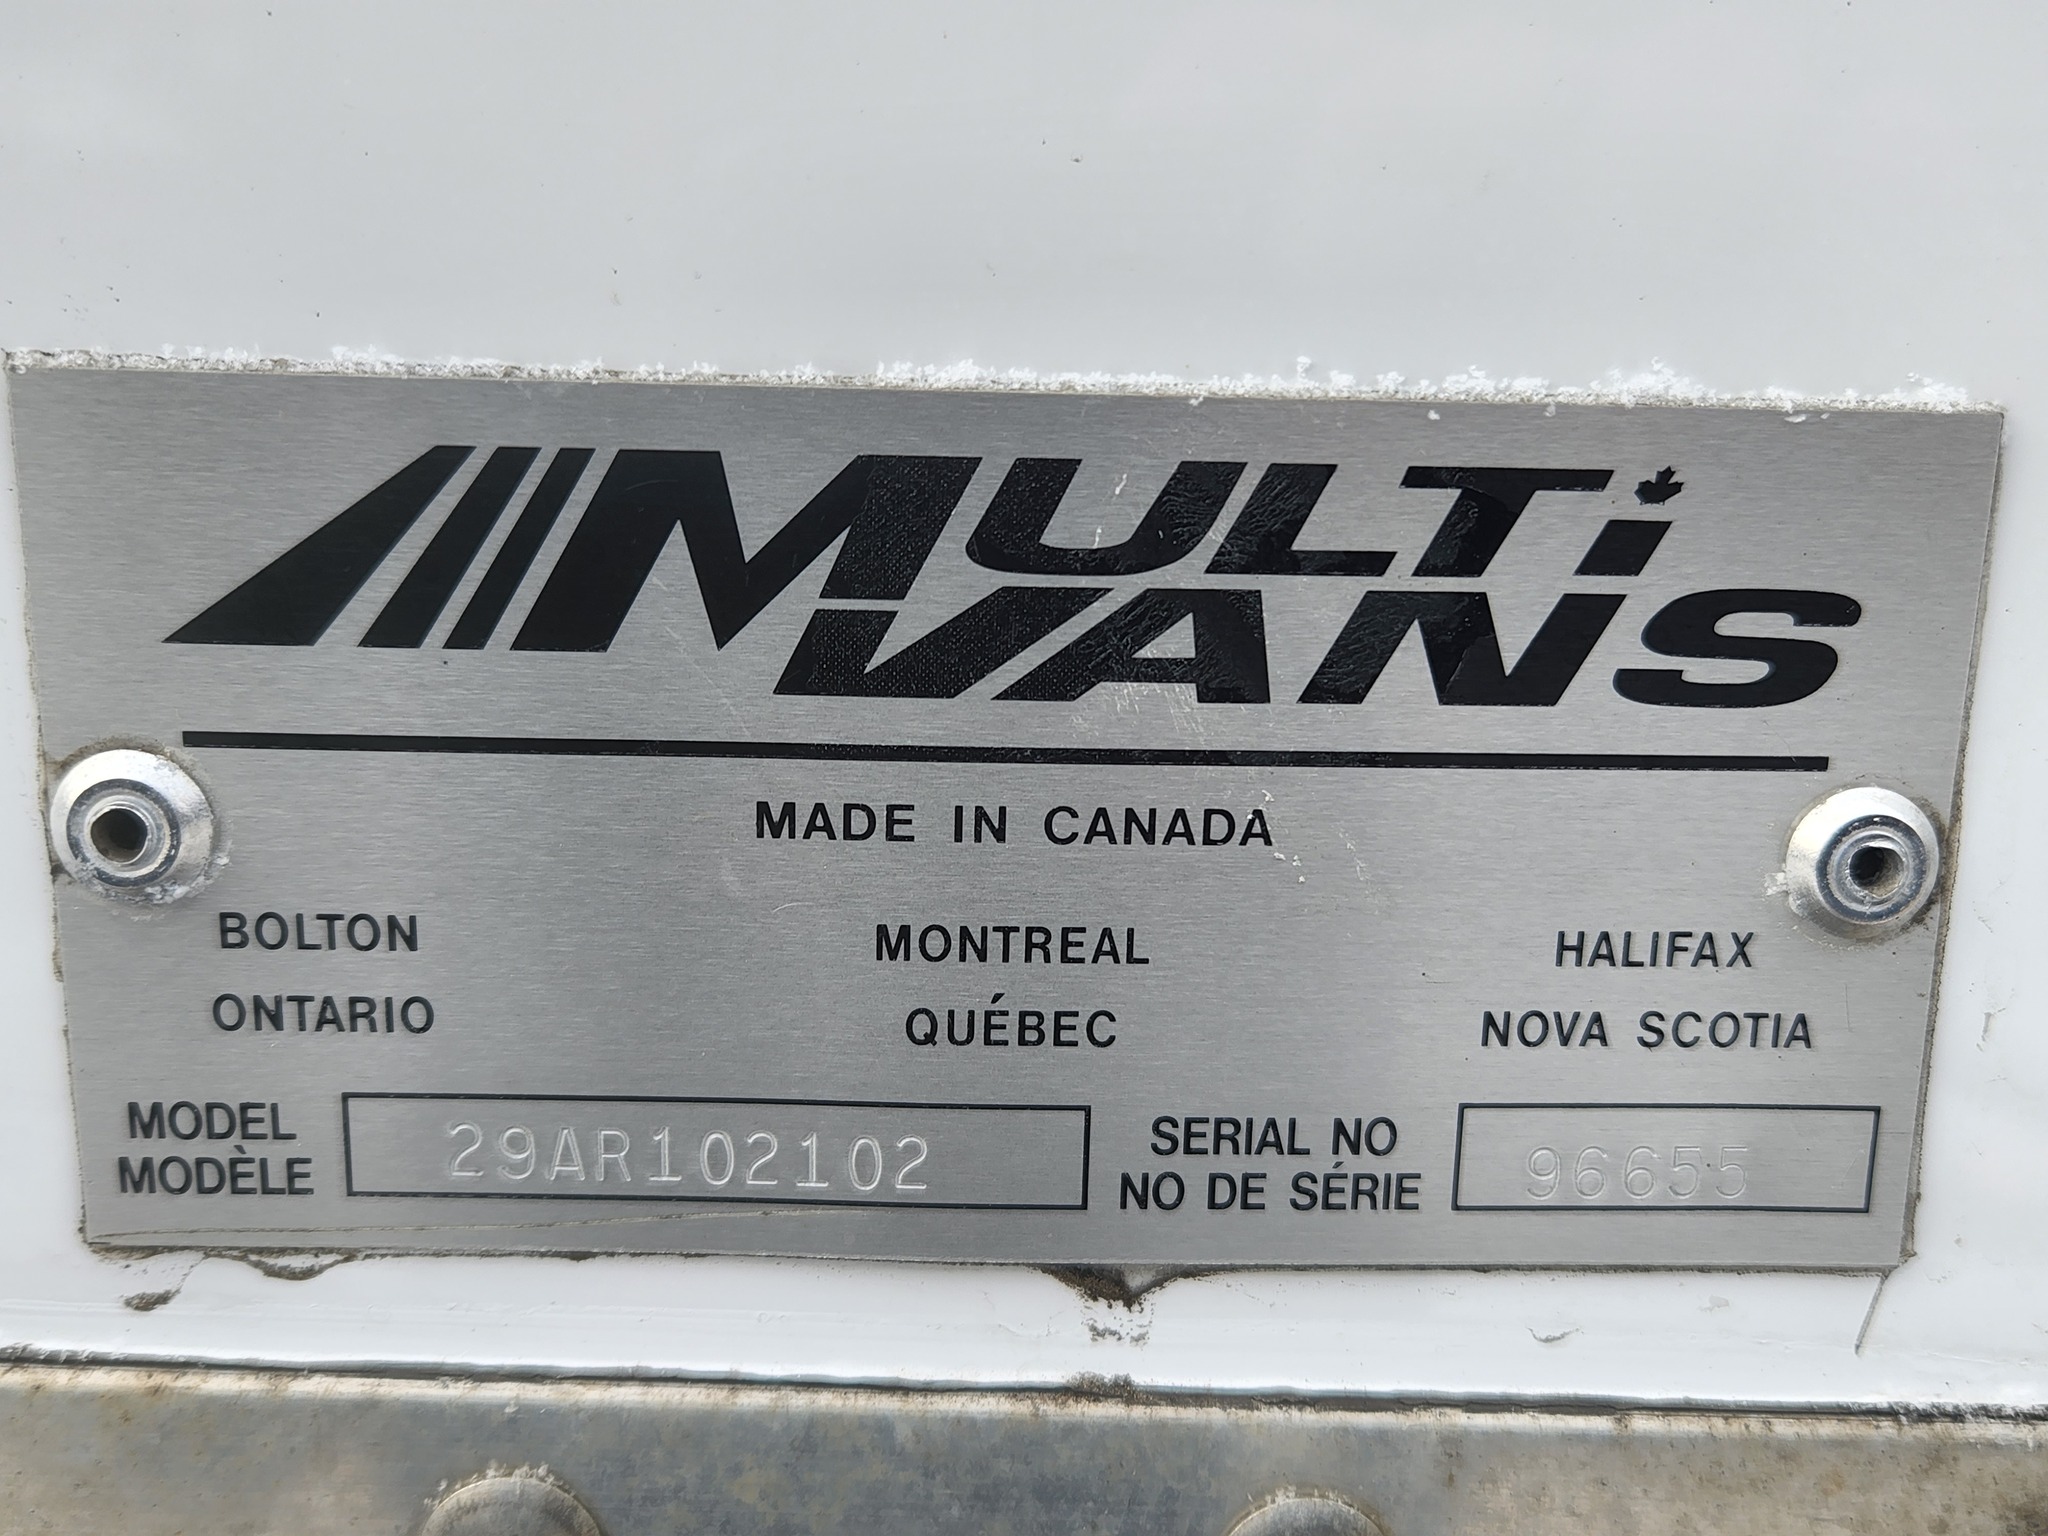 MULTi
VANS
MADE IN CANADA
BOLTON MONTREAL HALIFAX
ONTARIO QUÉBEC NOVA SCOTIA
MODEL 29AR102102 SERIAL NO 96655
MODÈLE NO DE SÉRIE